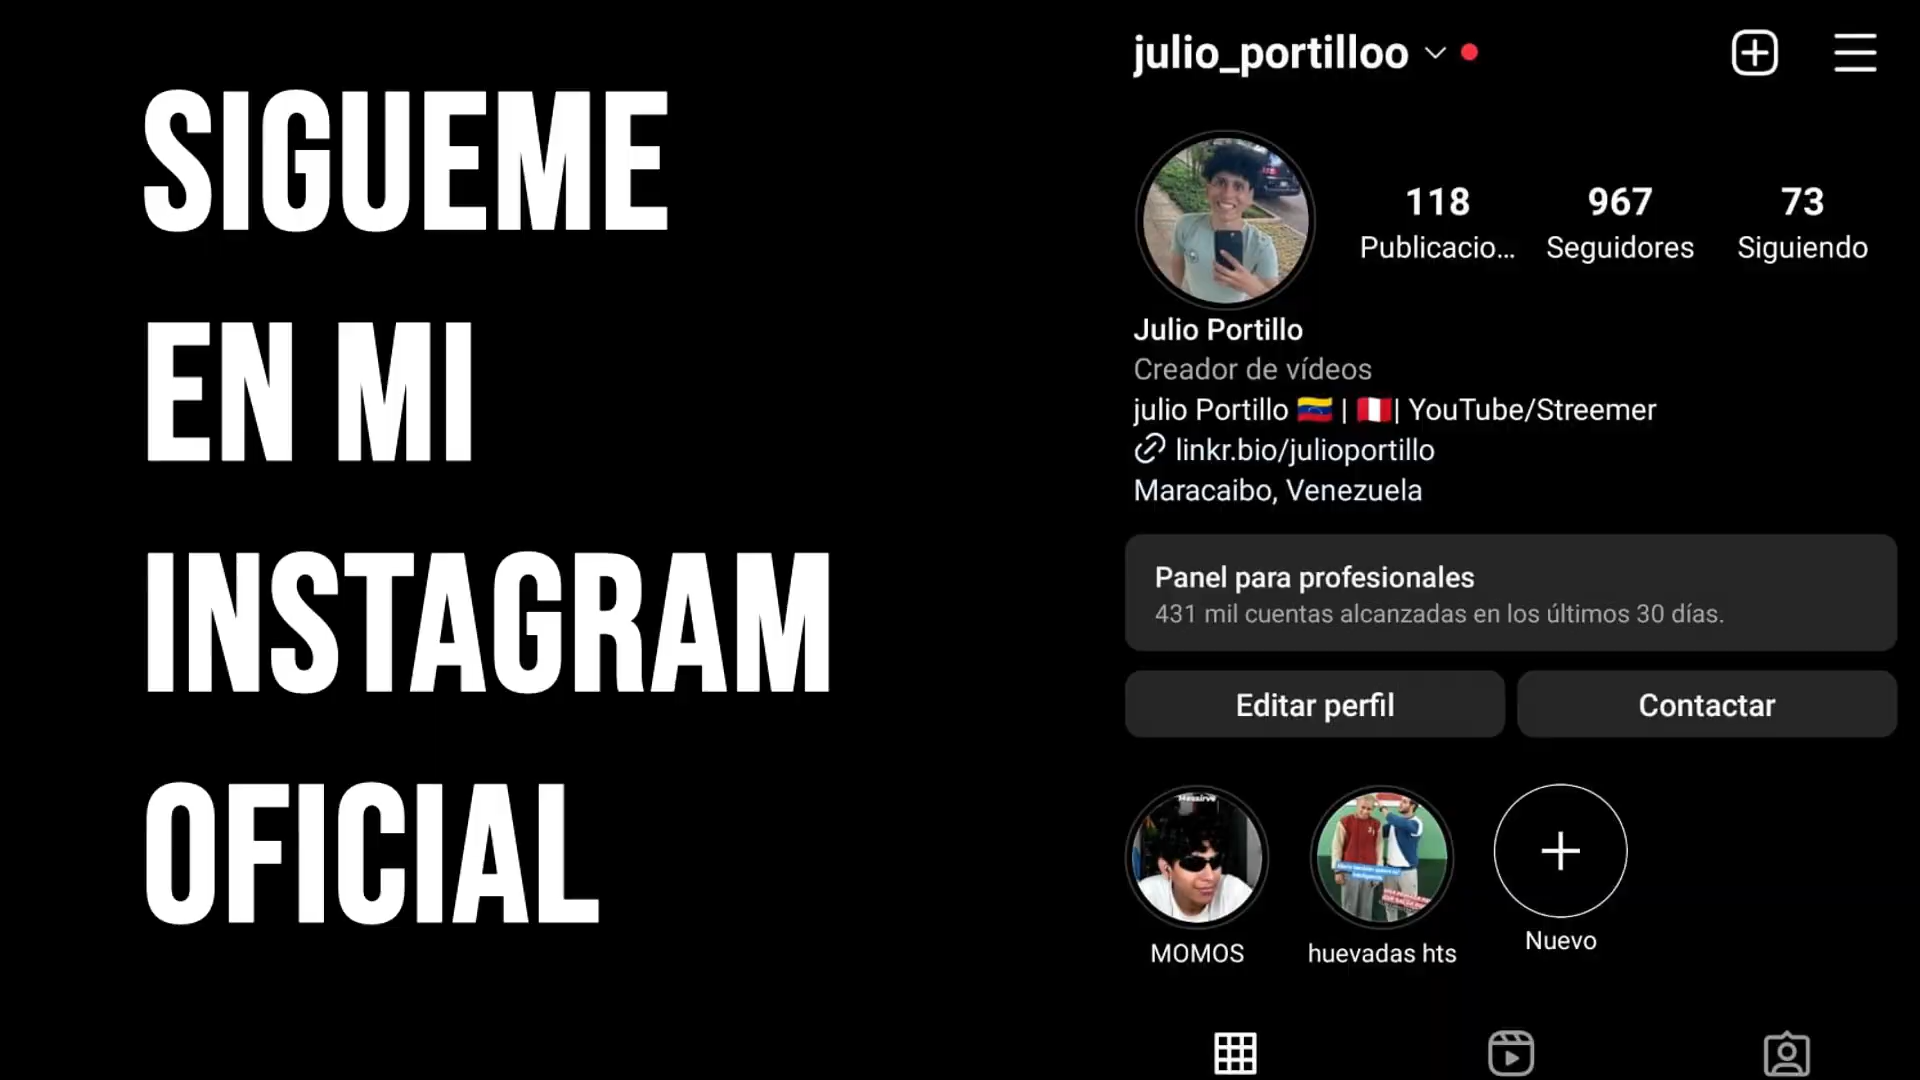 SIGUEME
EN MI
INSTAGRAM
OFICIAL
julio_portilloo
118
Publicacio...
967
Seguidores
73
Siguiendo
Julio Portillo
Creador de vídeos
julio Portillo 🇻🇪 | 🇵🇪| YouTube/Streemer
linkr.bio/julioportillo
Maracaibo, Venezuela
Panel para profesionales
431 mil cuentas alcanzadas en los últimos 30 días.
Editar perfil
Contactar
MOMOS
huevadas hts
Nuevo